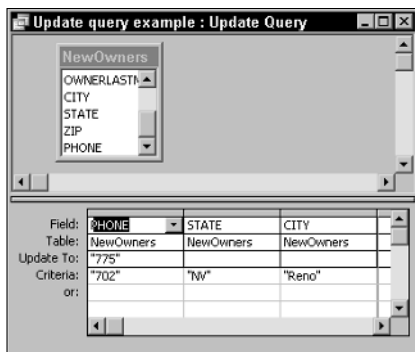 Update query example : Update Query
NewOwners
OWNERLASTN
CITY
STATE
ZIP
PHONE
Field: PHONE STATE CITY
Table: NewOwners NewOwners NewOwners
Update To: "775"
Criteria: "702" "NV" "Reno"
or: